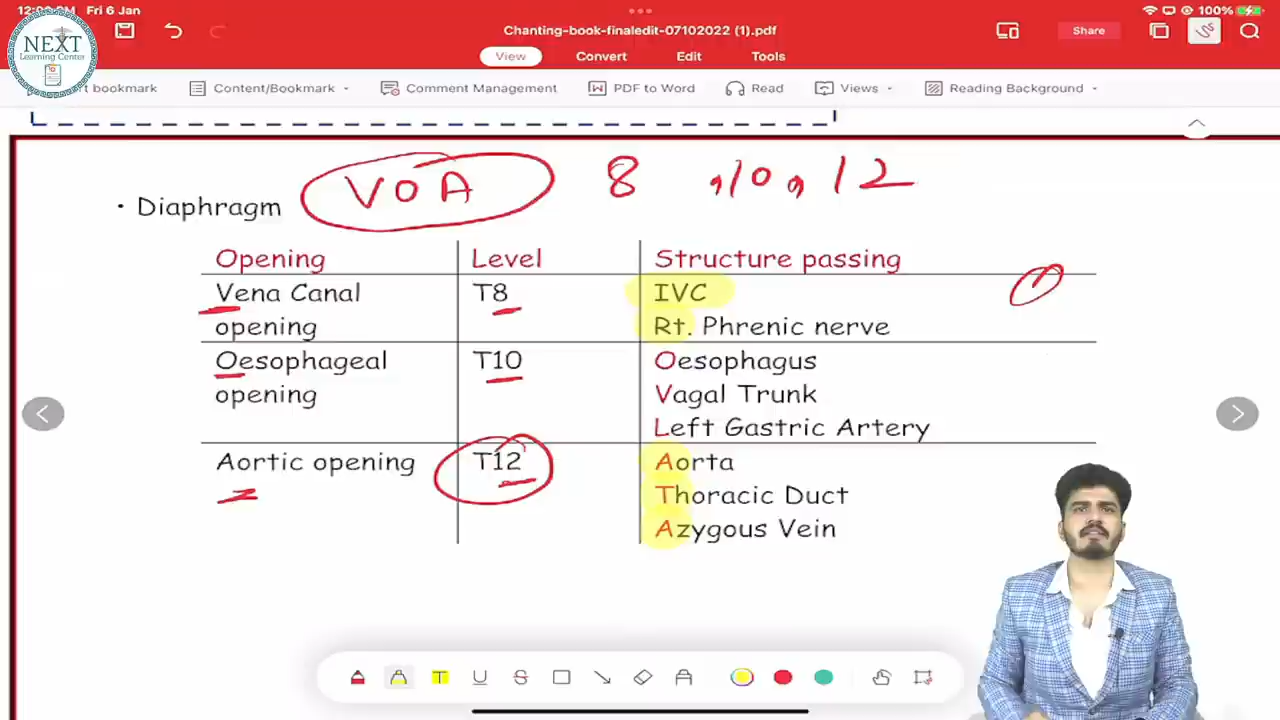 Fri 6 Jan
100%
NEXT
Learning Center
Chanting-book-finaledit-07102022 (1).pdf
Share
View
Convert
Edit
Tools
bookmark
Content/Bookmark
Comment Management
PDF to Word
Read
Views
Reading Background
VOA 8 ,10, 12
• Diaphragm
Opening Level Structure passing
Vena Canal T8 IVC
opening Rt. Phrenic nerve
Oesophageal T10 Oesophagus
opening Vagal Trunk
Left Gastric Artery
Aortic opening T12 Aorta
Thoracic Duct
Azygous Vein